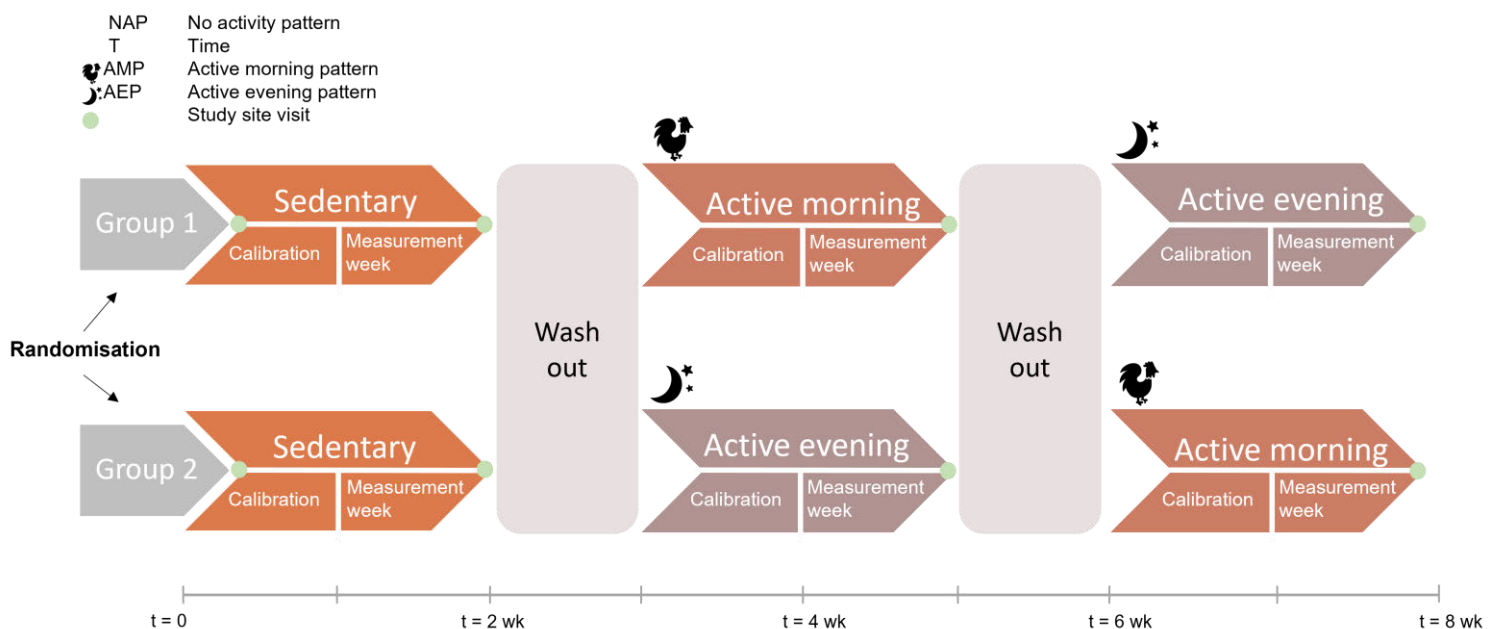 NAP No activity pattern
T Time
AMP Active morning pattern
AEP Active evening pattern
Study site visit
Group 1
Sedentary
Calibration
Measurement
week
Wash
out
Active morning
Calibration
Measurement
week
Wash
out
Active evening
Calibration
Measurement
week
Randomisation
Group 2
Sedentary
Calibration
Measurement
week
Active evening
Calibration
Measurement
week
Active morning
Calibration
Measurement
week
t = 0
t = 2 wk
t = 4 wk
t = 6 wk
t = 8 wk